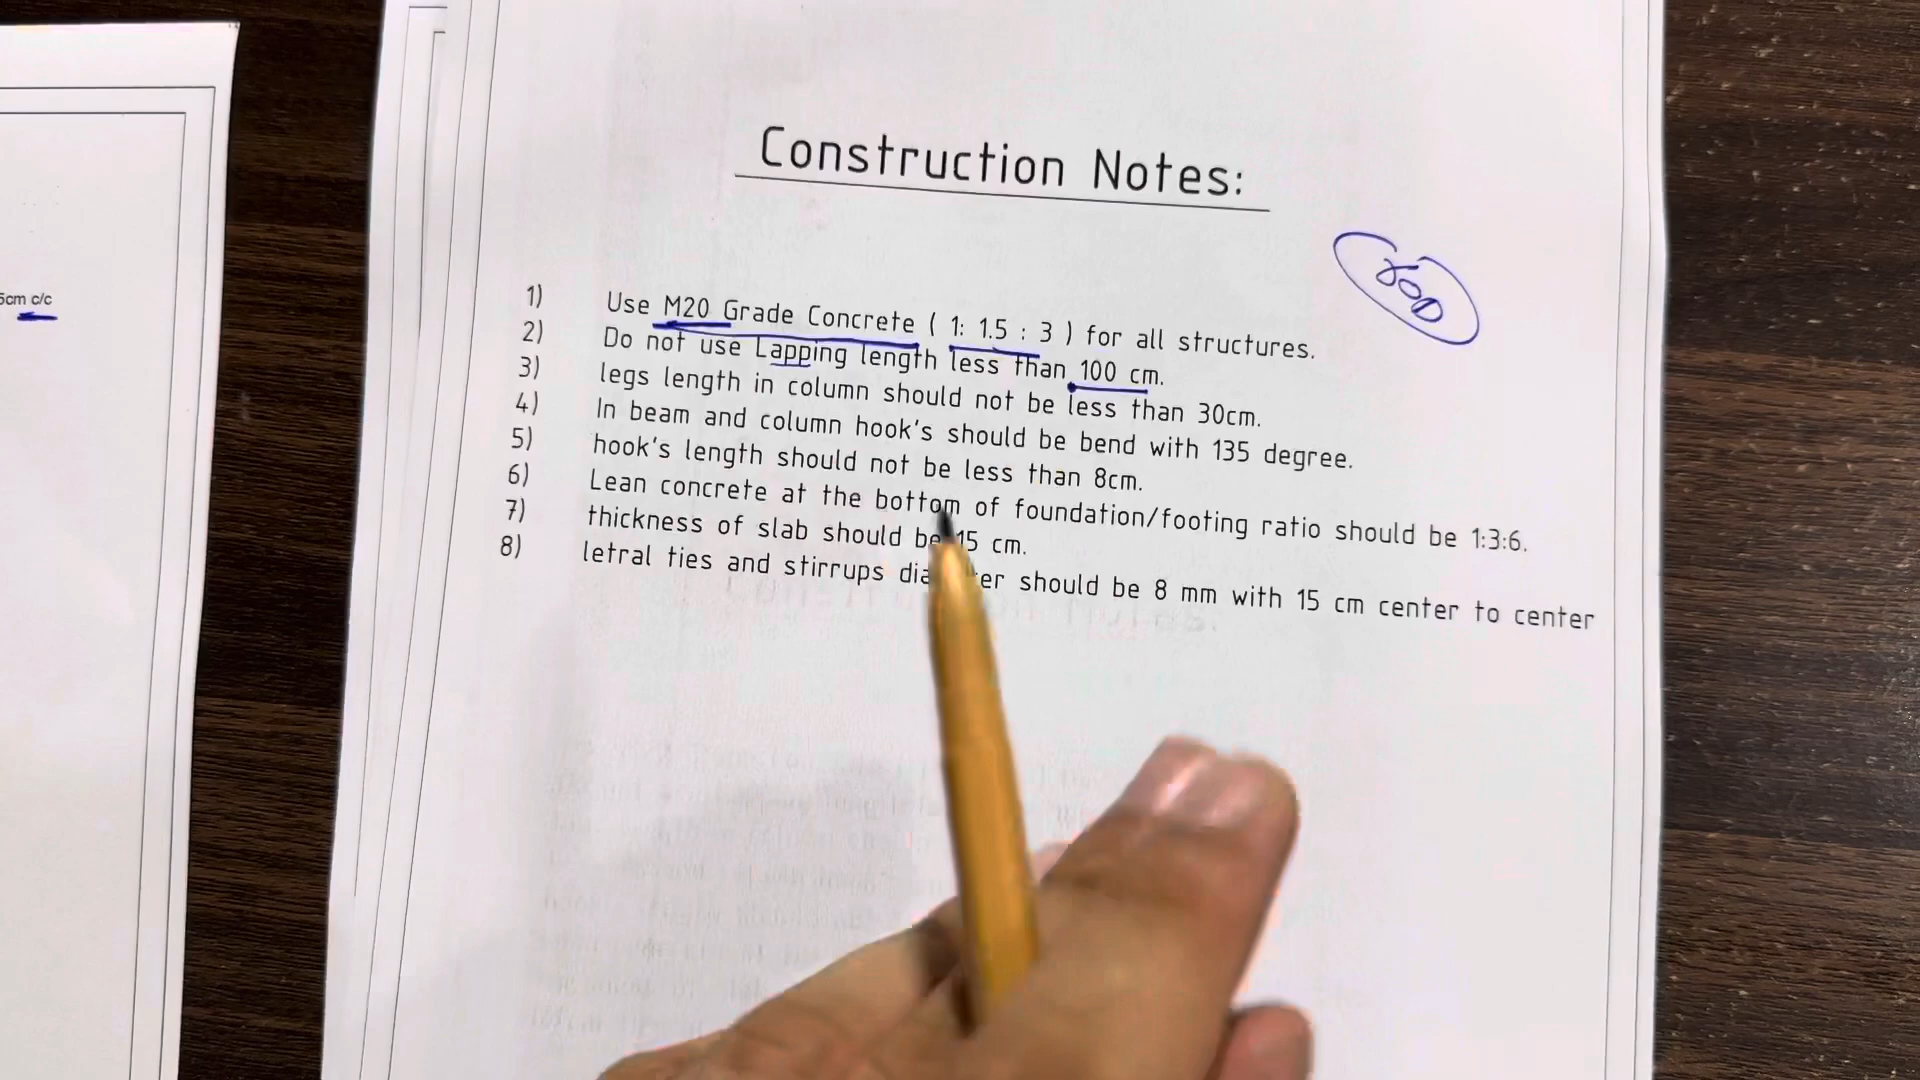 Construction Notes:
5cm c/c
1) Use M20 Grade Concrete ( 1: 1.5 : 3 ) for all structures.
2) Do not use Lapping length less than 100 cm.
3) legs length in column should not be less than 30cm.
4) In beam and column hook's should be bend with 135 degree.
5) hook's length should not be less than 8cm.
6) Lean concrete at the bottom of foundation/footing ratio should be 1:3:6.
7) thickness of slab should be 15 cm.
8) letral ties and stirrups should be 8 mm with 15 cm center to center